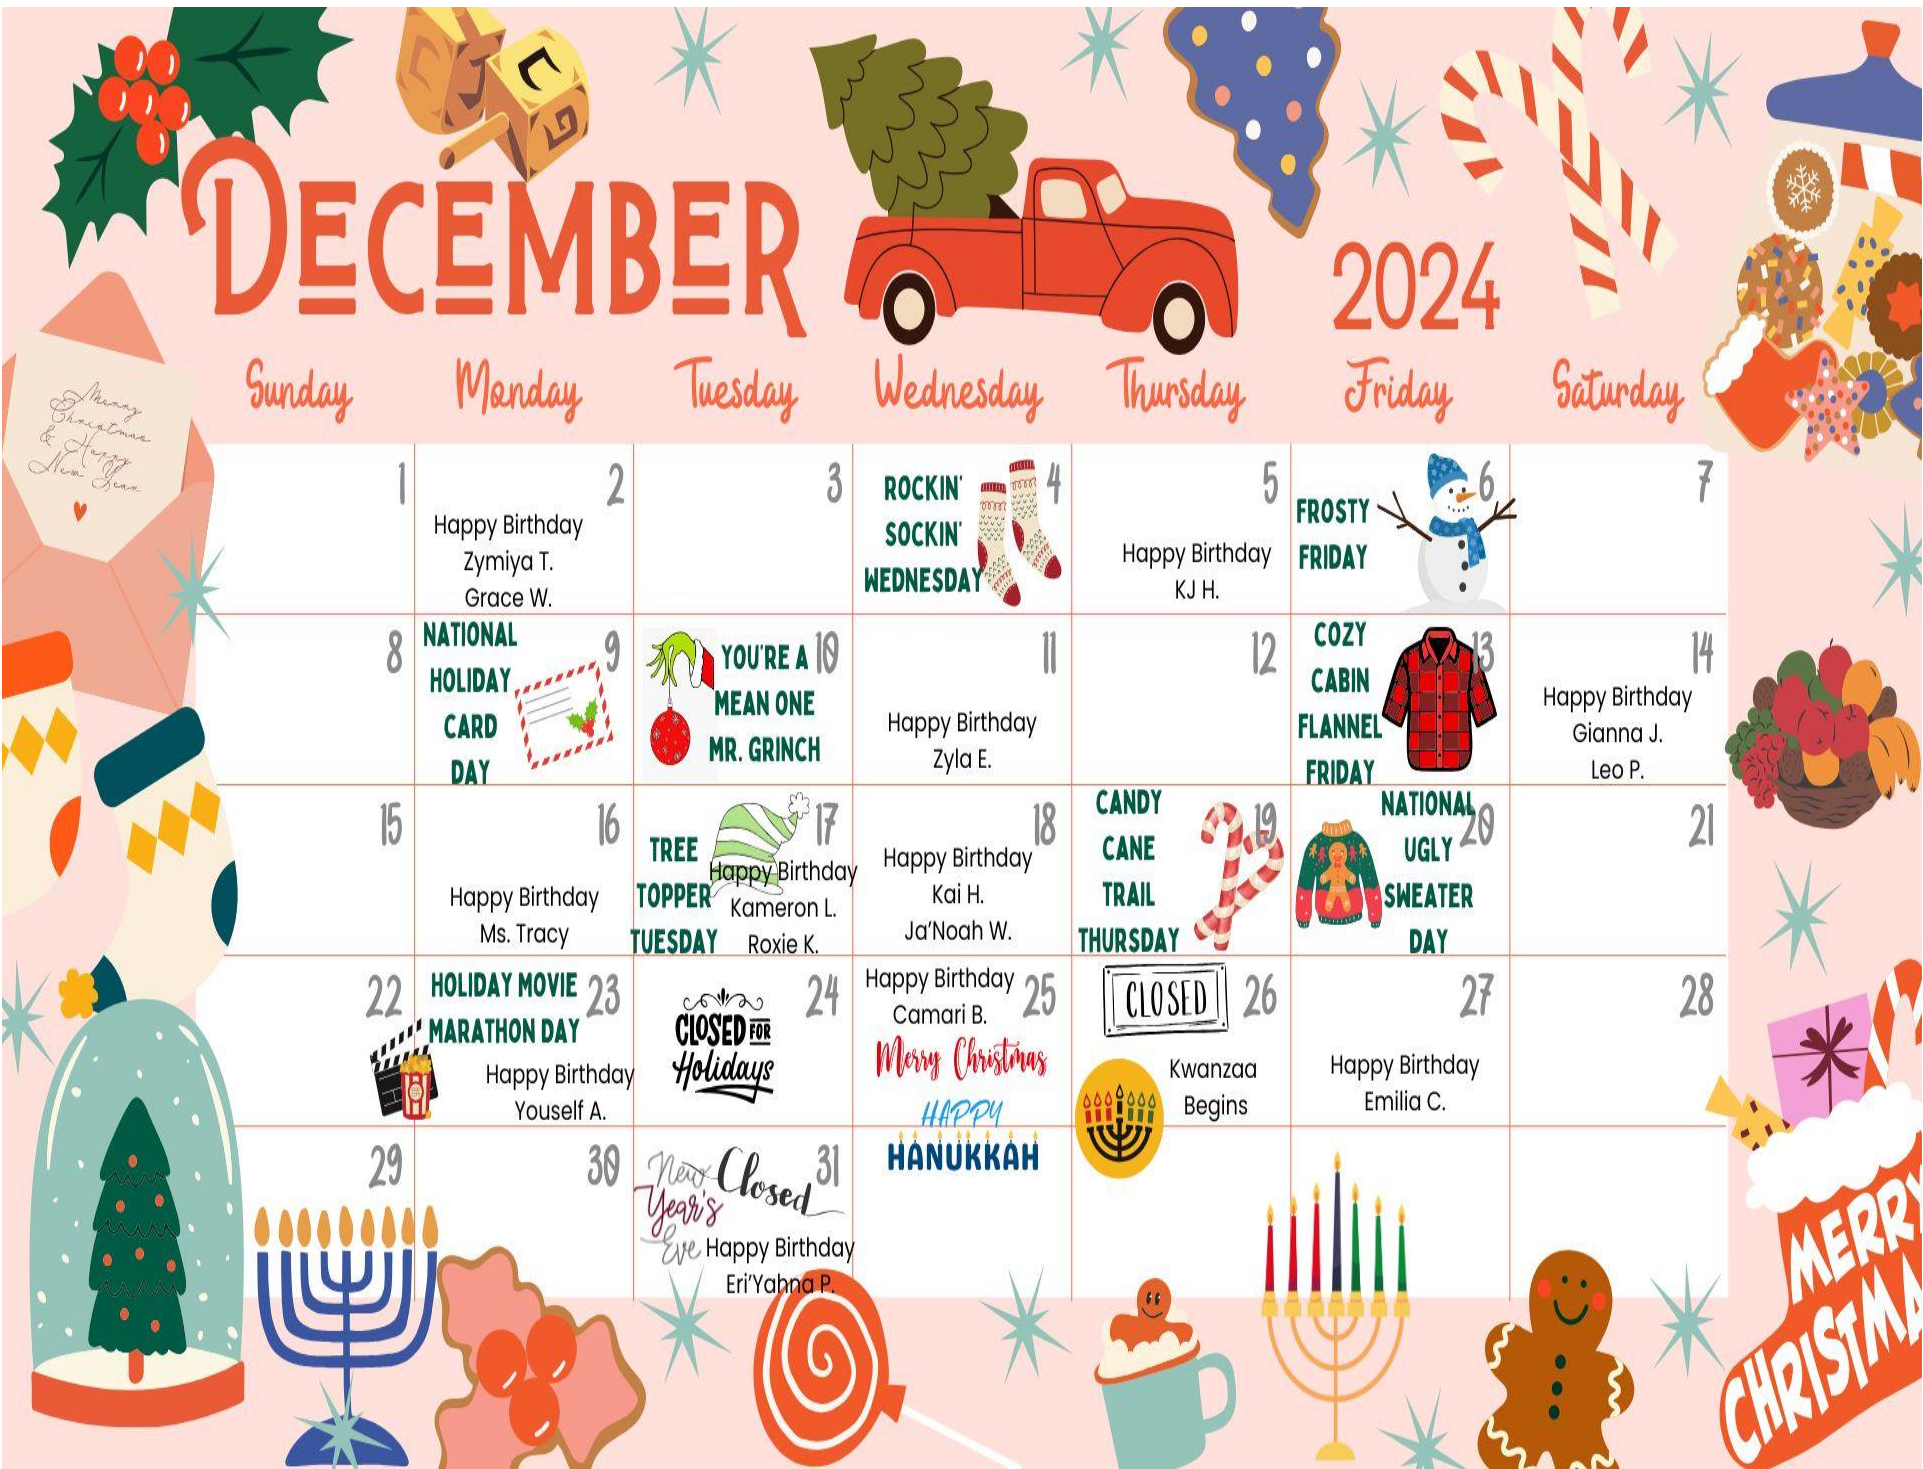 DECEMBER
2024
Merry
Christmas
& Happy
New Year
Sunday Monday Tuesday Wednesday Thursday Friday Saturday
1
2
Happy Birthday
Zymiya T.
Grace W.
3
4
ROCKIN'
SOCKIN'
WEDNESDAY
5
Happy Birthday
KJ H.
6
FROSTY
FRIDAY
7
8
9
NATIONAL
HOLIDAY
CARD
DAY
10
YOU'RE A
MEAN ONE
MR. GRINCH
11
Happy Birthday
Zyla E.
12
13
COZY
CABIN
FLANNEL
FRIDAY
14
Happy Birthday
Gianna J.
Leo P.
15
16
Happy Birthday
Ms. Tracy
17
TREE
TOPPER
TUESDAY
Happy Birthday
Kameron L.
Roxie K.
18
Happy Birthday
Kai H.
Ja'Noah W.
19
CANDY
CANE
TRAIL
THURSDAY
20
NATIONAL
UGLY
SWEATER
DAY
21
22
23
HOLIDAY MOVIE
MARATHON DAY
Happy Birthday
Youself A.
24
CLOSED FOR
Holidays
25
Happy Birthday
Camari B.
Merry Christmas
HAPPY
HANUKKAH
26
CLOSED
Kwanzaa
Begins
27
Happy Birthday
Emilia C.
28
29
30
31
New
Year's
Eve
Closed
Happy Birthday
Eri'Yahna P.
MERRY
CHRISTMA